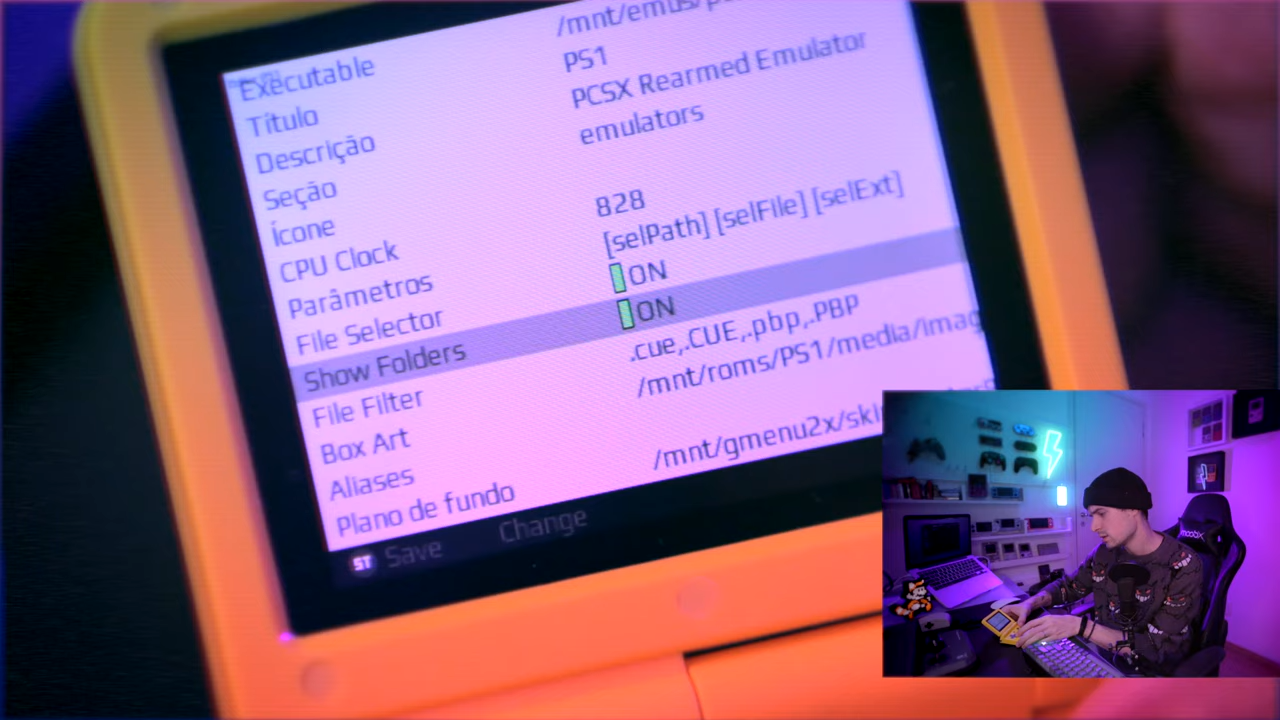 Executable /mnt/emus/
Título PS1
Descrição PCSX Rearmed Emulator
Seção emulators
Ícone
CPU Clock 828
Parâmetros [selPath] [selFile] [selExt]
File Selector ON
Show Folders ON
File Filter .cue,.CUE,.pbp,.PBP
Box Art /mnt/roms/PS1/media/imag
Aliases
Plano de fundo /mnt/gmenu2x/ski
ST Save Change